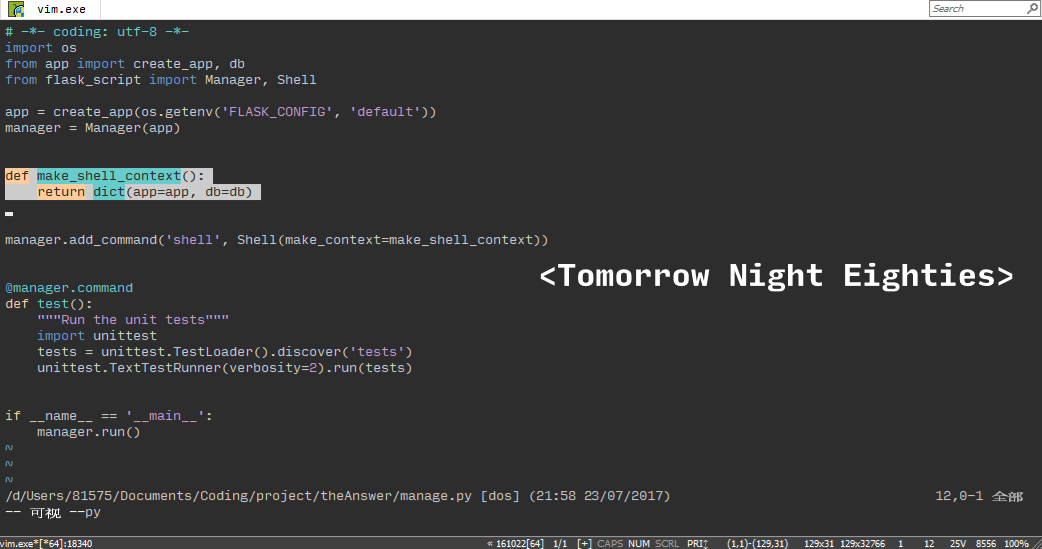 vim.exe
Search
# -*- coding: utf-8 -*-
import os
from app import create_app, db
from flask_script import Manager, Shell
app = create_app(os.getenv('FLASK_CONFIG', 'default'))
manager = Manager(app)
def make_shell_context():
    return dict(app=app, db=db)
manager.add_command('shell', Shell(make_context=make_shell_context))
<Tomorrow Night Eighties>
@manager.command
def test():
    """Run the unit tests"""
    import unittest
    tests = unittest.TestLoader().discover('tests')
    unittest.TextTestRunner(verbosity=2).run(tests)
if __name__ == '__main__':
    manager.run()
~
~
~
/d/Users/81575/Documents/Coding/project/theAnswer/manage.py [dos] (21:58 23/07/2017) 12,0-1 全部
-- 可视 --py
vim.exe*[*64]:18340 « 161022[64] 1/1 [+] CAPS NUM SCRL PRI↕ (1,1)-(129,31) 129x31 129x32766 1 12 25V 8556 100%